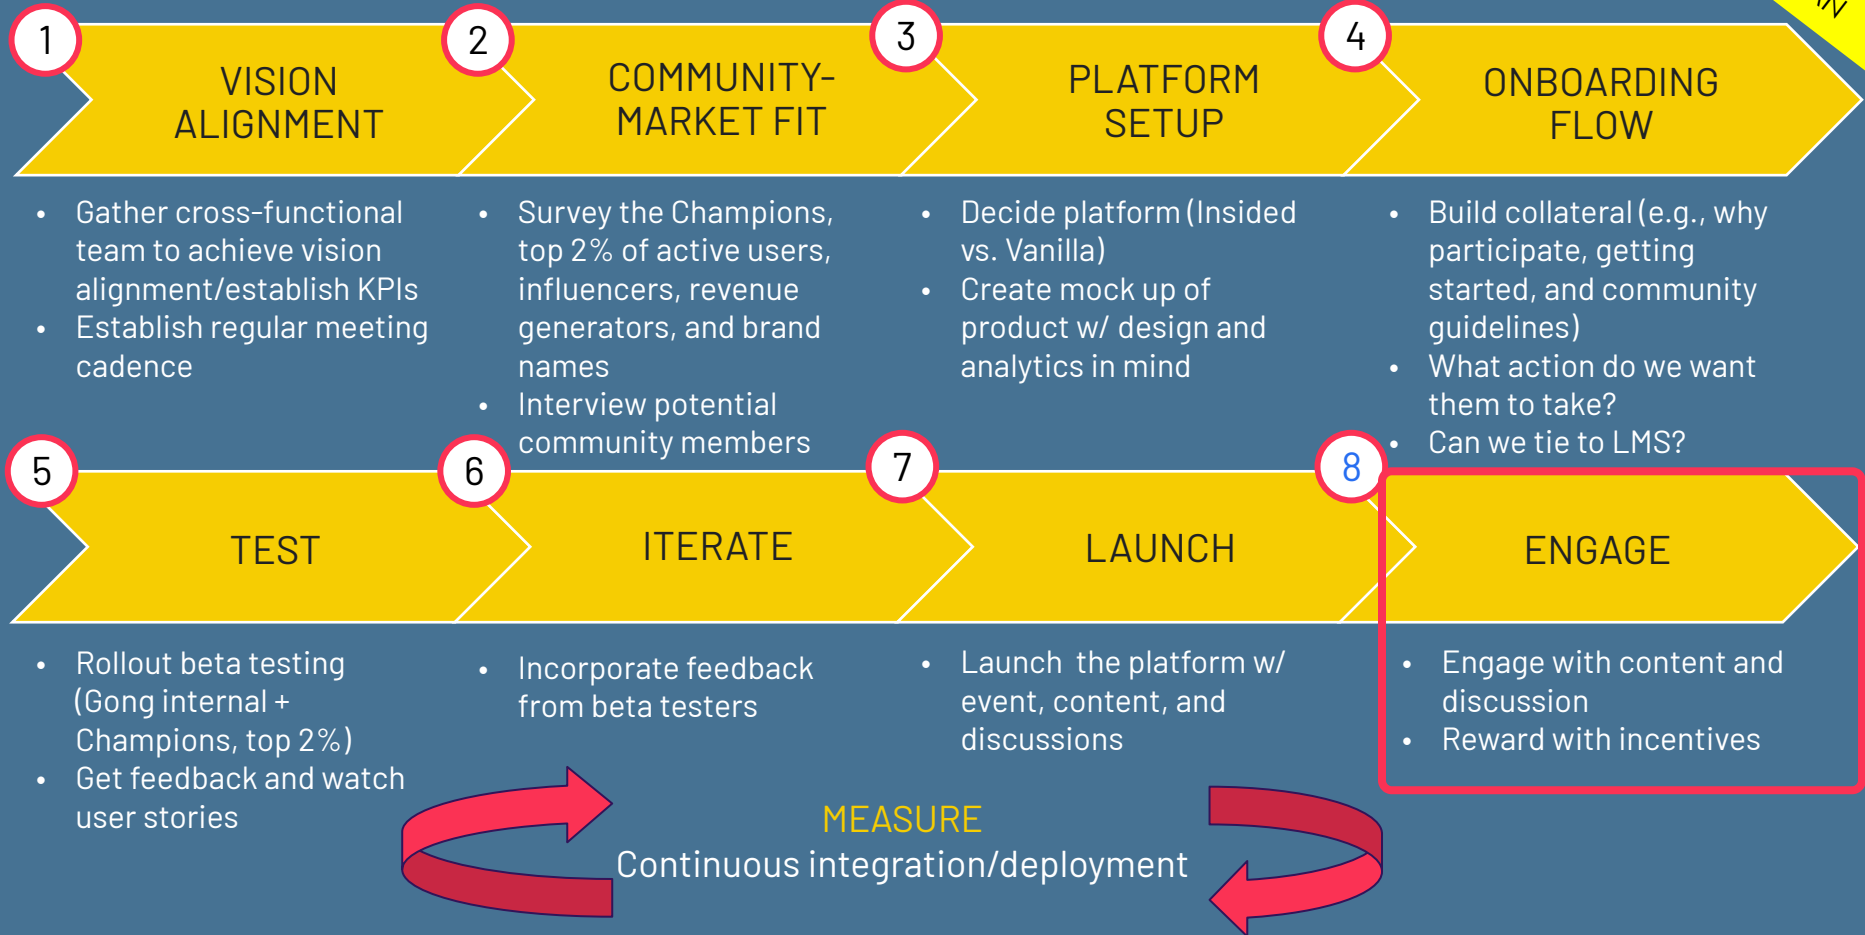 1
VISION
ALIGNMENT
2
COMMUNITY-
MARKET FIT
3
PLATFORM
SETUP
4
ONBOARDING
FLOW
• Gather cross-functional
team to achieve vision
alignment/establish KPIs
• Establish regular meeting
cadence
• Survey the Champions,
top 2% of active users,
influencers, revenue
generators, and brand
names
• Interview potential
community members
• Decide platform (Insided
vs. Vanilla)
• Create mock up of
product w/ design and
analytics in mind
• Build collateral (e.g., why
participate, getting
started, and community
guidelines)
• What action do we want
them to take?
• Can we tie to LMS?
5
TEST
6
ITERATE
7
LAUNCH
8
ENGAGE
• Rollout beta testing
(Gong internal +
Champions, top 2%)
• Get feedback and watch
user stories
• Incorporate feedback
from beta testers
• Launch the platform w/
event, content, and
discussions
• Engage with content and
discussion
• Reward with incentives
MEASURE
Continuous integration/deployment